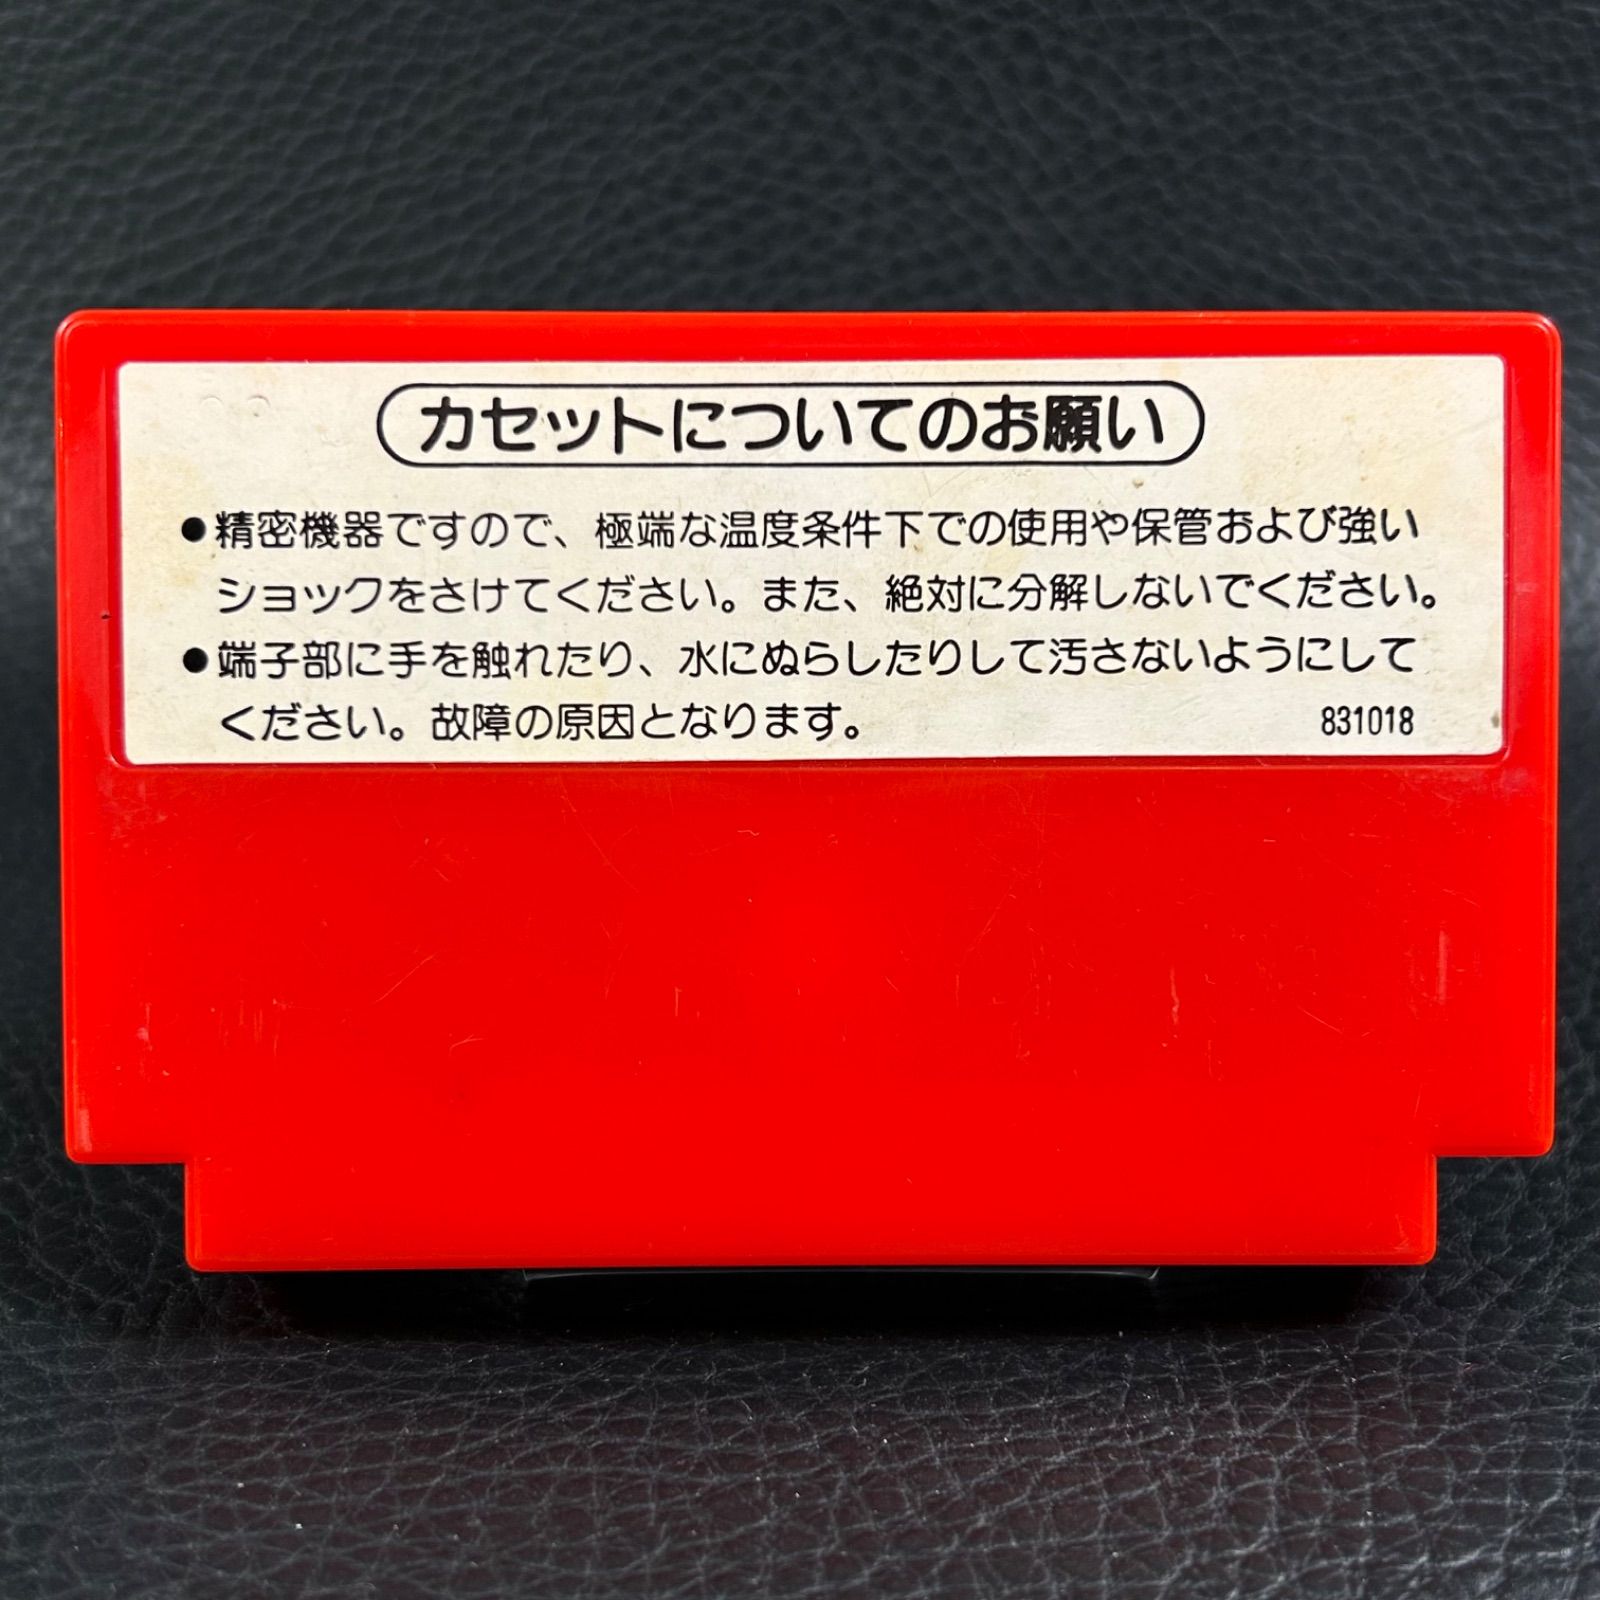 カセットについてのお願い
●精密機器ですので、極端な温度条件下での使用や保管および強い
ショックをさけてください。また、絶対に分解しないでください。
●端子部に手を触れたり、水にぬらしたりして汚さないようにして
ください。故障の原因となります。 831018